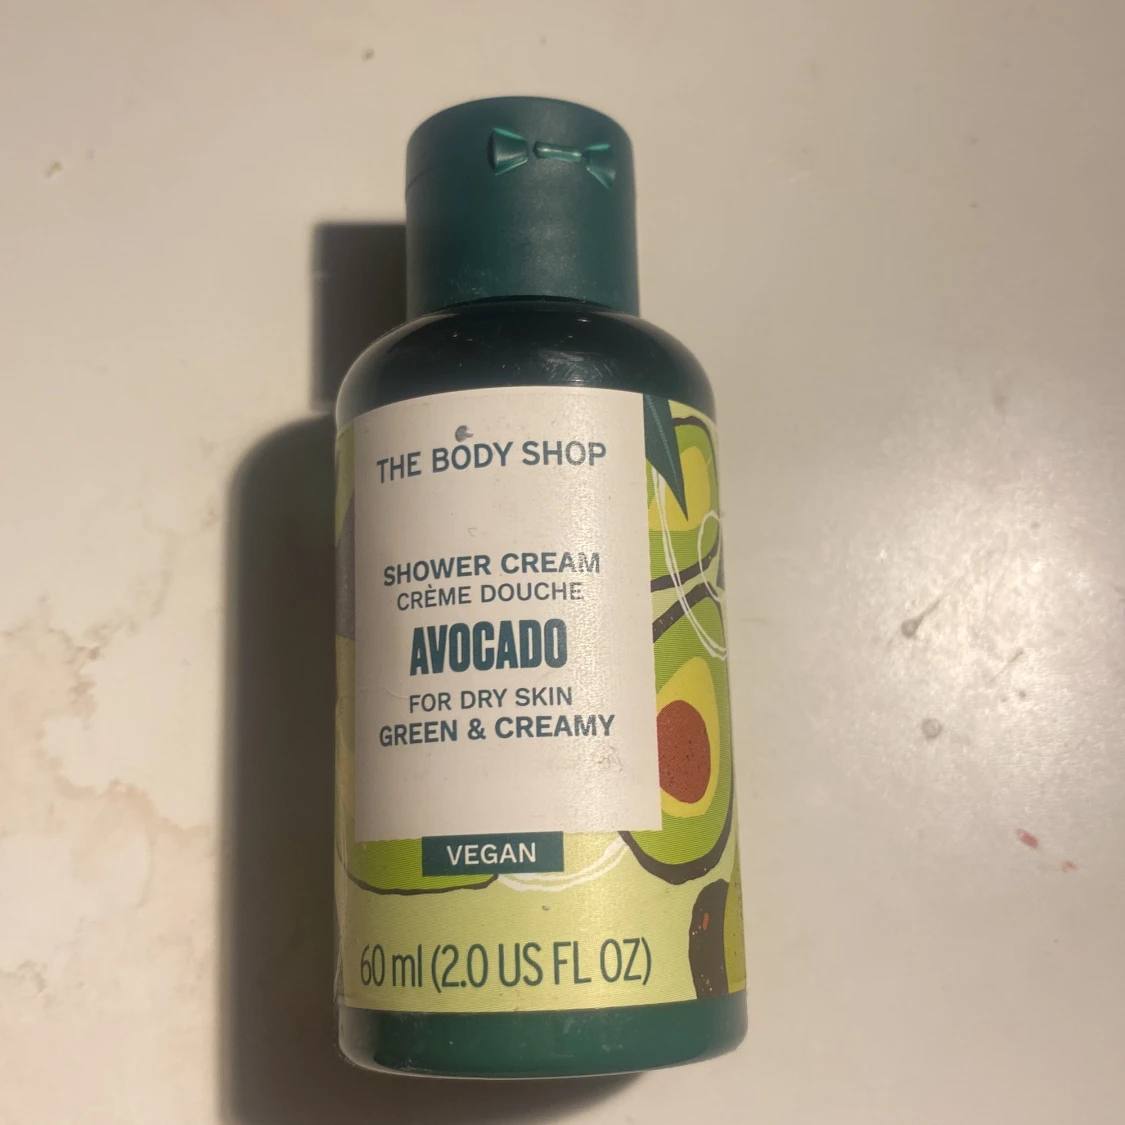 THE BODY SHOP
SHOWER CREAM
CRÈME DOUCHE
AVOCADO
FOR DRY SKIN
GREEN & CREAMY
VEGAN
60 ml (2.0 US FL OZ)